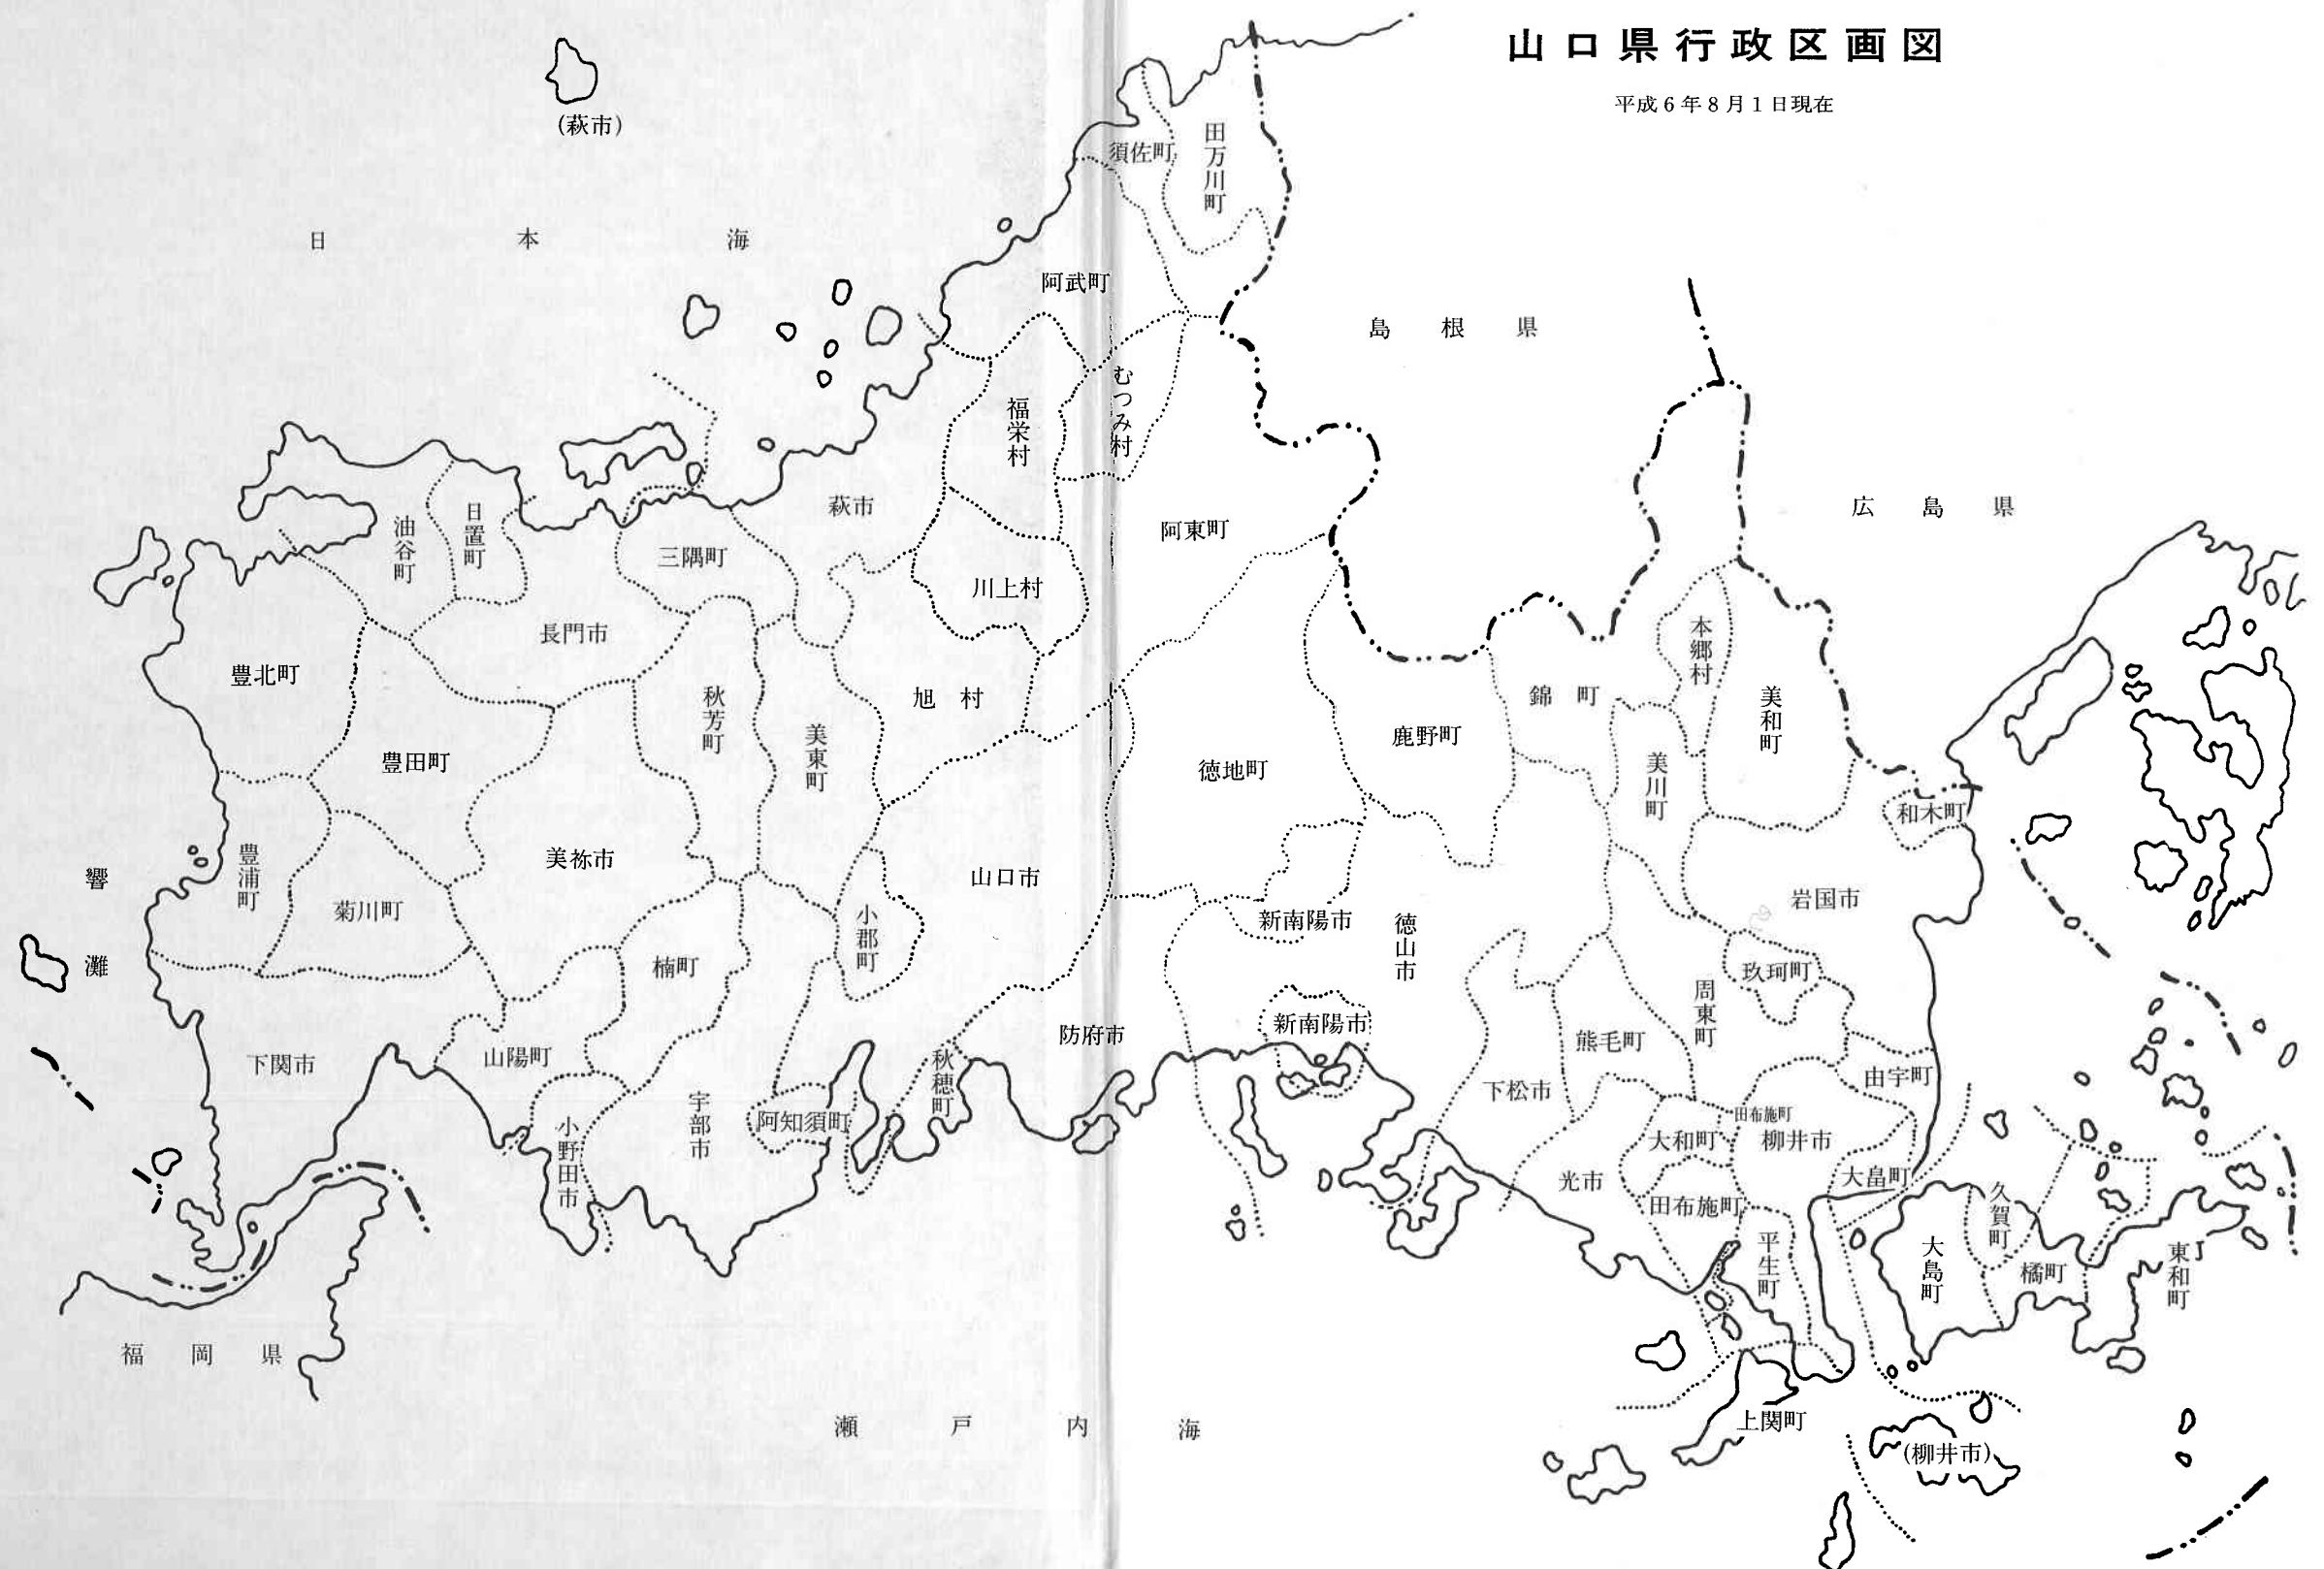 山口県行政区画図
平成6年8月1日現在
(萩市)
日本海
須佐町
田万川町
阿武町
島根県
むつみ村
福栄村
広島県
萩市
阿東町
油谷町
日置町
三隅町
川上村
長門市
本郷村
豊北町
秋芳町
旭村
錦町
美和町
鹿野町
美東町
豊田町
徳地町
美川町
和木町
豊浦町
美祢市
響灘
山口市
岩国市
菊川町
小郡町
新南陽市
徳山市
楠町
玖珂町
周東町
新南陽市
防府市
熊毛町
下関市
山陽町
秋穂町
由宇町
下松市
宇部市
阿知須町
田布施町
小野田市
大和町
柳井市
光市
大畠町
田布施町
久賀町
平生町
大島町
橘町
東和町
福岡県
上関町
瀬戸内海
(柳井市)